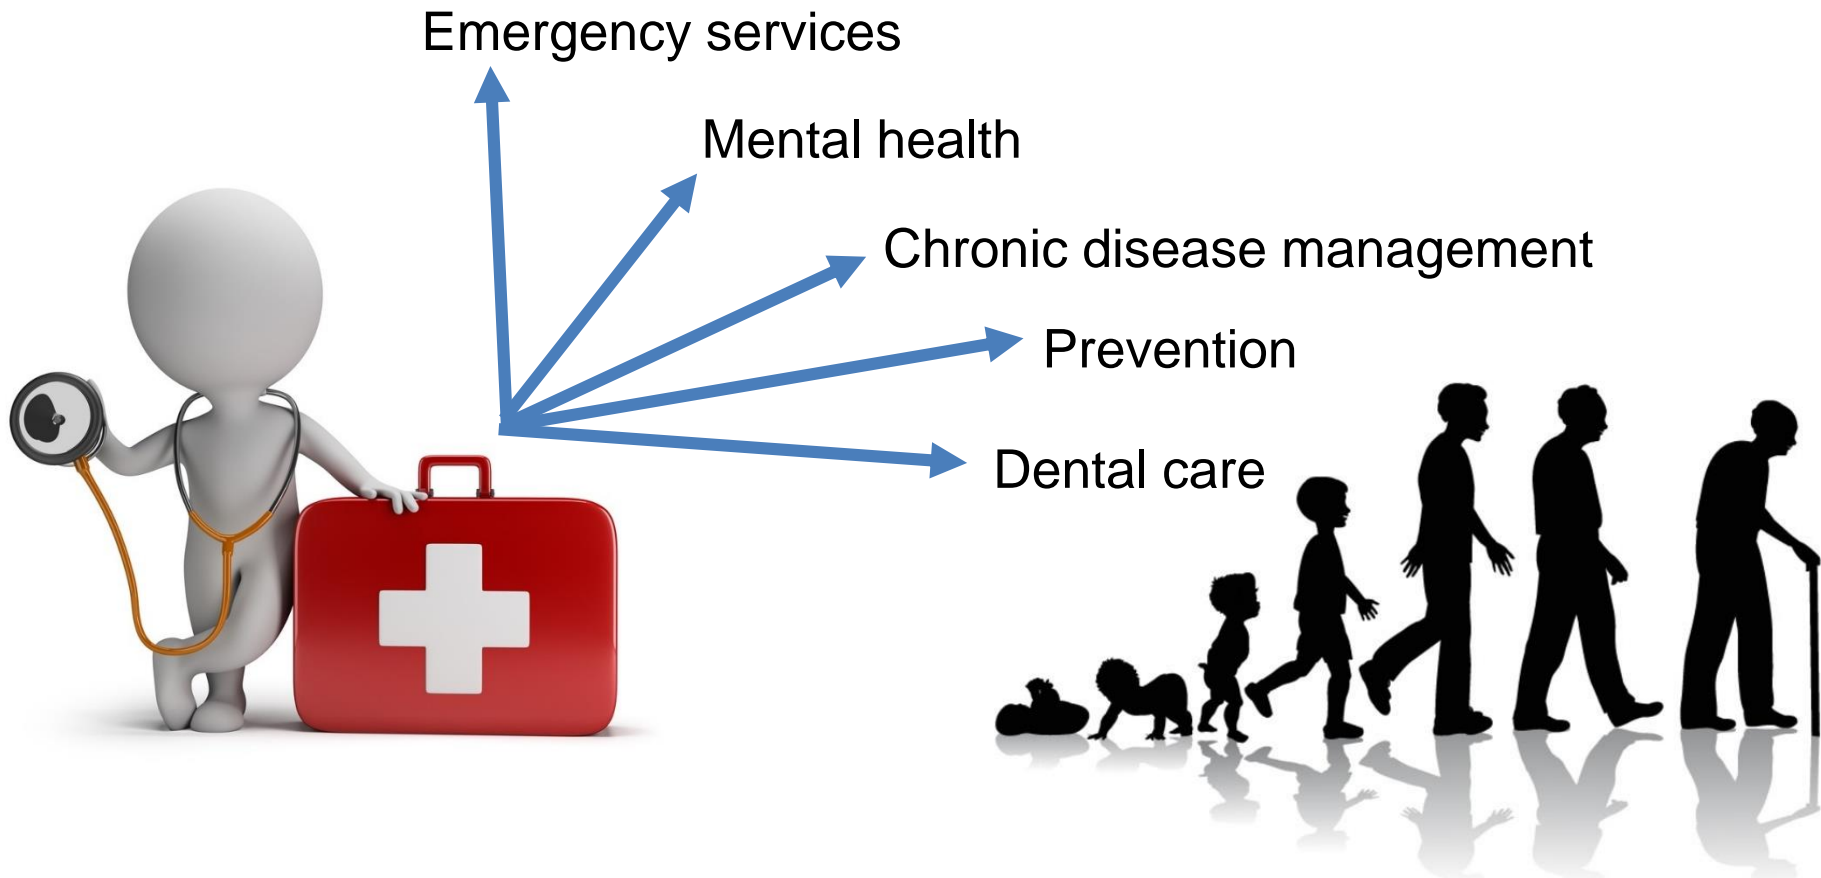 Emergency services
Mental health
Chronic disease management
Prevention
Dental care